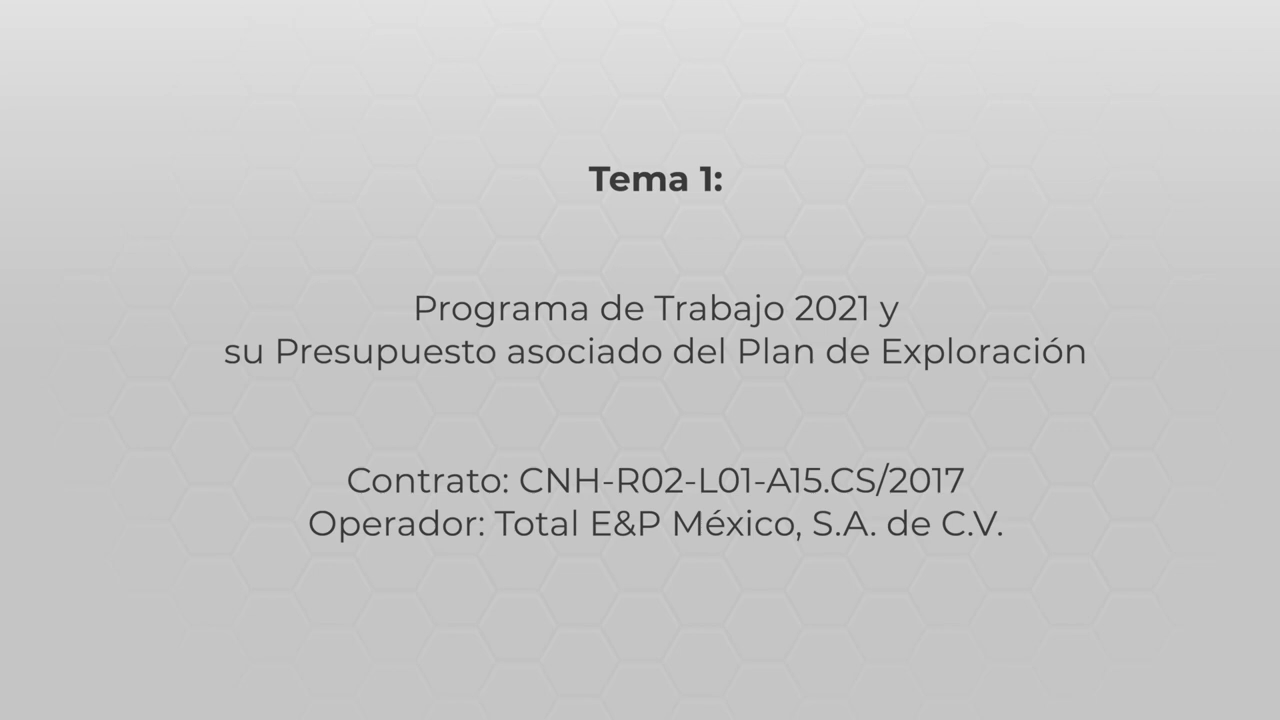 Tema 1:
Programa de Trabajo 2021 y
su Presupuesto asociado del Plan de Exploración
Contrato: CNH-R02-L01-A15.CS/2017
Operador: Total E&P México, S.A. de C.V.